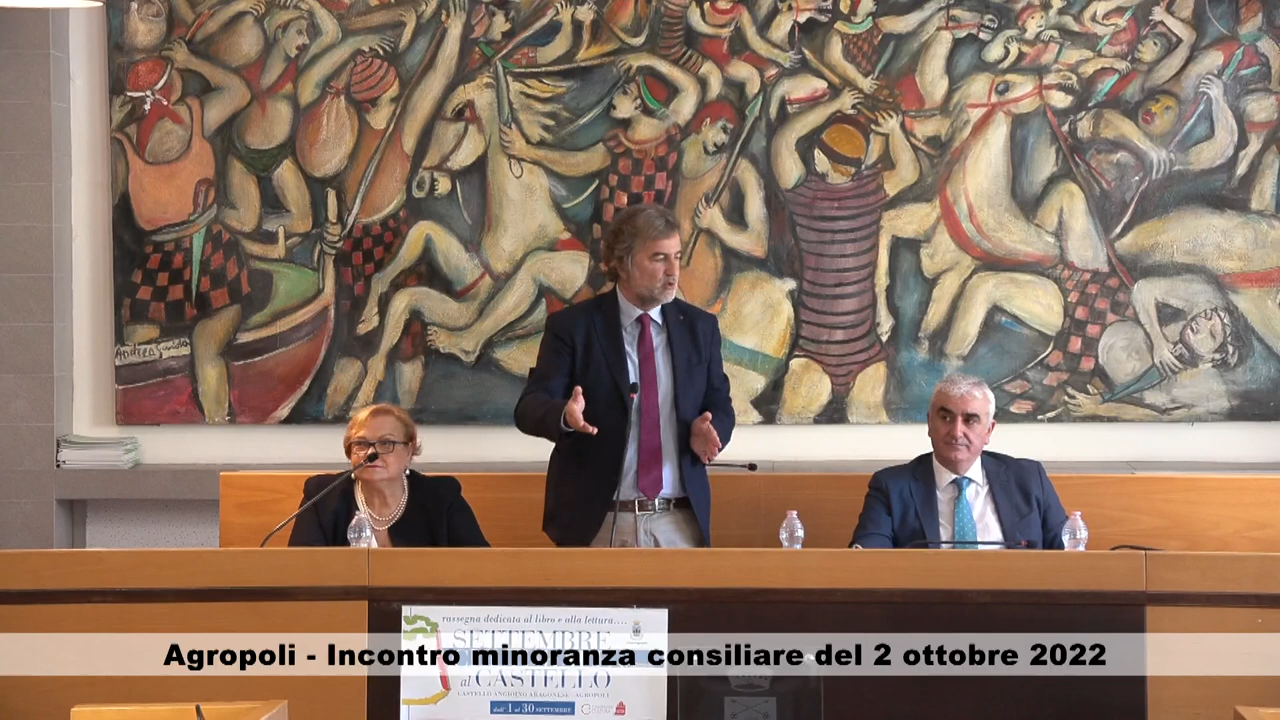 Andrea Guida
rassegna dedicata al libro e alla lettura....
SETTEMBRE
al CASTELLO
CASTELLO ANGIOINO ARAGONESE - AGROPOLI
dall'1 al 30 SETTEMBRE
Agropoli - Incontro minoranza consiliare del 2 ottobre 2022